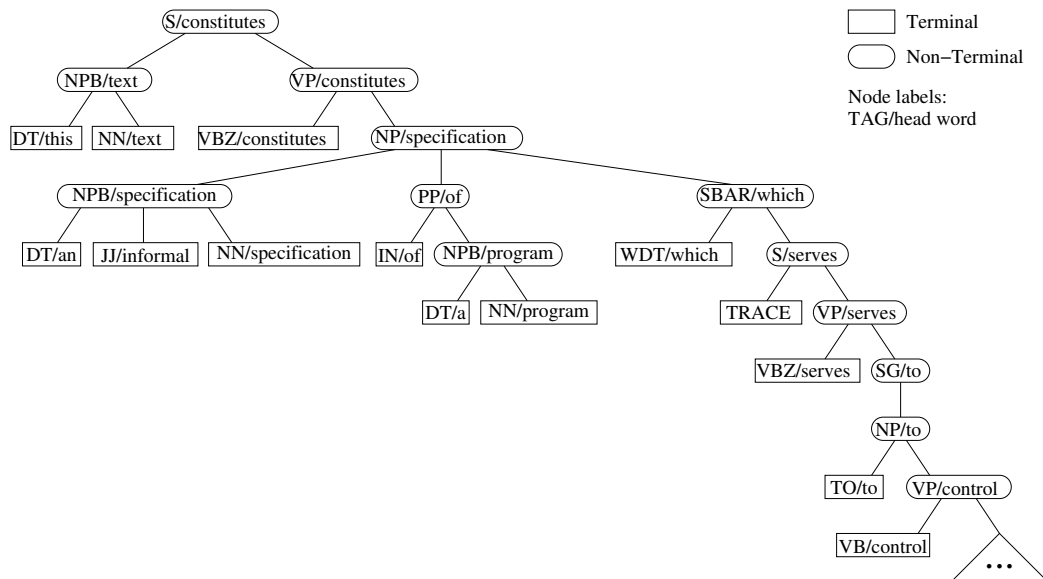 S/constitutes
Terminal
Non−Terminal
NPB/text
VP/constitutes
Node labels:
TAG/head word
DT/this
NN/text
VBZ/constitutes
NP/specification
NPB/specification
PP/of
SBAR/which
DT/an
JJ/informal
NN/specification
IN/of
NPB/program
WDT/which
S/serves
DT/a
NN/program
TRACE
VP/serves
VBZ/serves
SG/to
NP/to
TO/to
VP/control
VB/control
•••